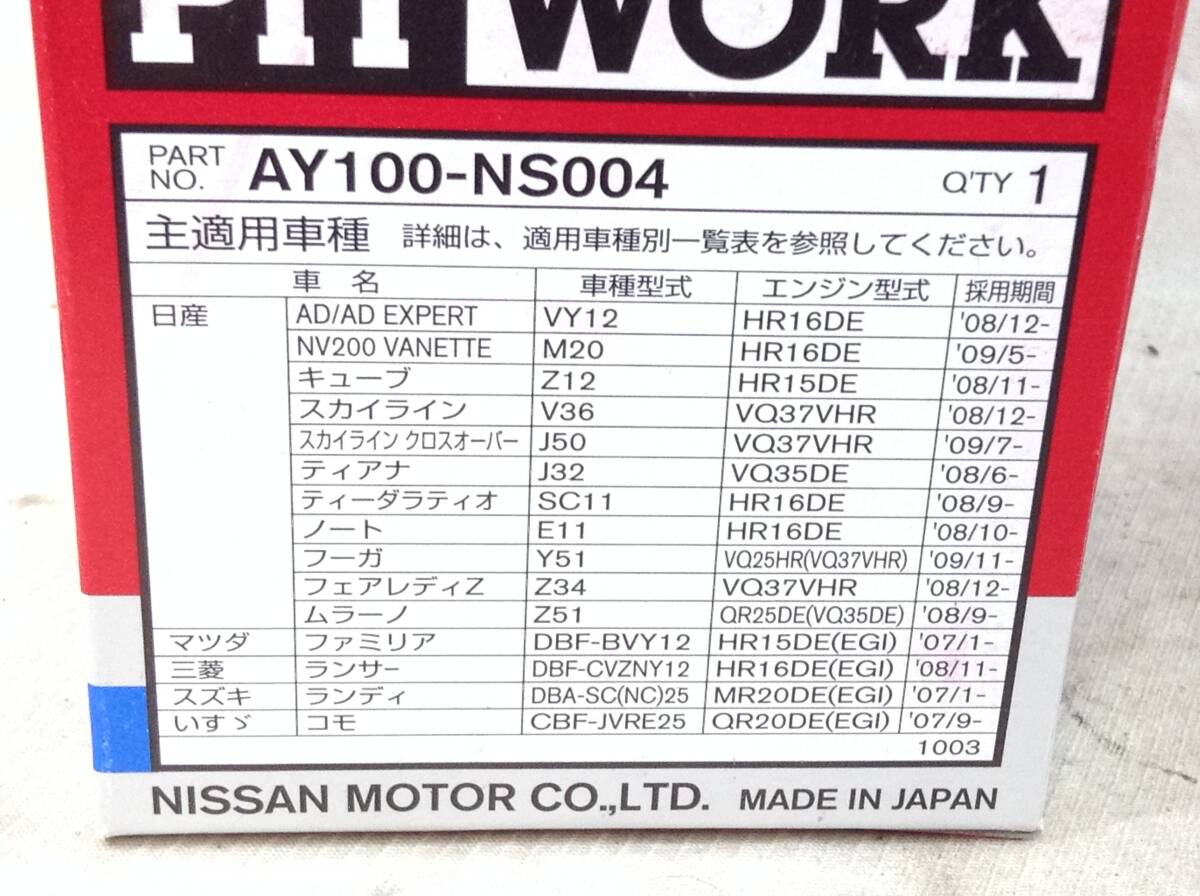 PIT WORK
PART NO. AY100-NS004 Q'TY 1
主適用車種 詳細は、適用車種別一覧表を参照してください。
車 名 車種型式 エンジン型式 採用期間
日産 AD/AD EXPERT VY12 HR16DE '08/12-
NV200 VANETTE M20 HR16DE '09/5-
キューブ Z12 HR15DE '08/11-
スカイライン V36 VQ37VHR '08/12-
スカイライン クロスオーバー J50 VQ37VHR '09/7-
ティアナ J32 VQ35DE '08/6-
ティーダラティオ SC11 HR16DE '08/9-
ノート E11 HR16DE '08/10-
フーガ Y51 VQ25HR(VQ37VHR) '09/11-
フェアレディZ Z34 VQ37VHR '08/12-
ムラーノ Z51 QR25DE(VQ35DE) '08/9-
マツダ ファミリア DBF-BVY12 HR15DE(EGI) '07/1-
三菱 ランサー DBF-CVZNY12 HR16DE(EGI) '08/11-
スズキ ランディ DBA-SC(NC)25 MR20DE(EGI) '07/1-
いすゞ コモ CBF-JVRE25 QR20DE(EGI) '07/9-
1003
NISSAN MOTOR CO.,LTD. MADE IN JAPAN